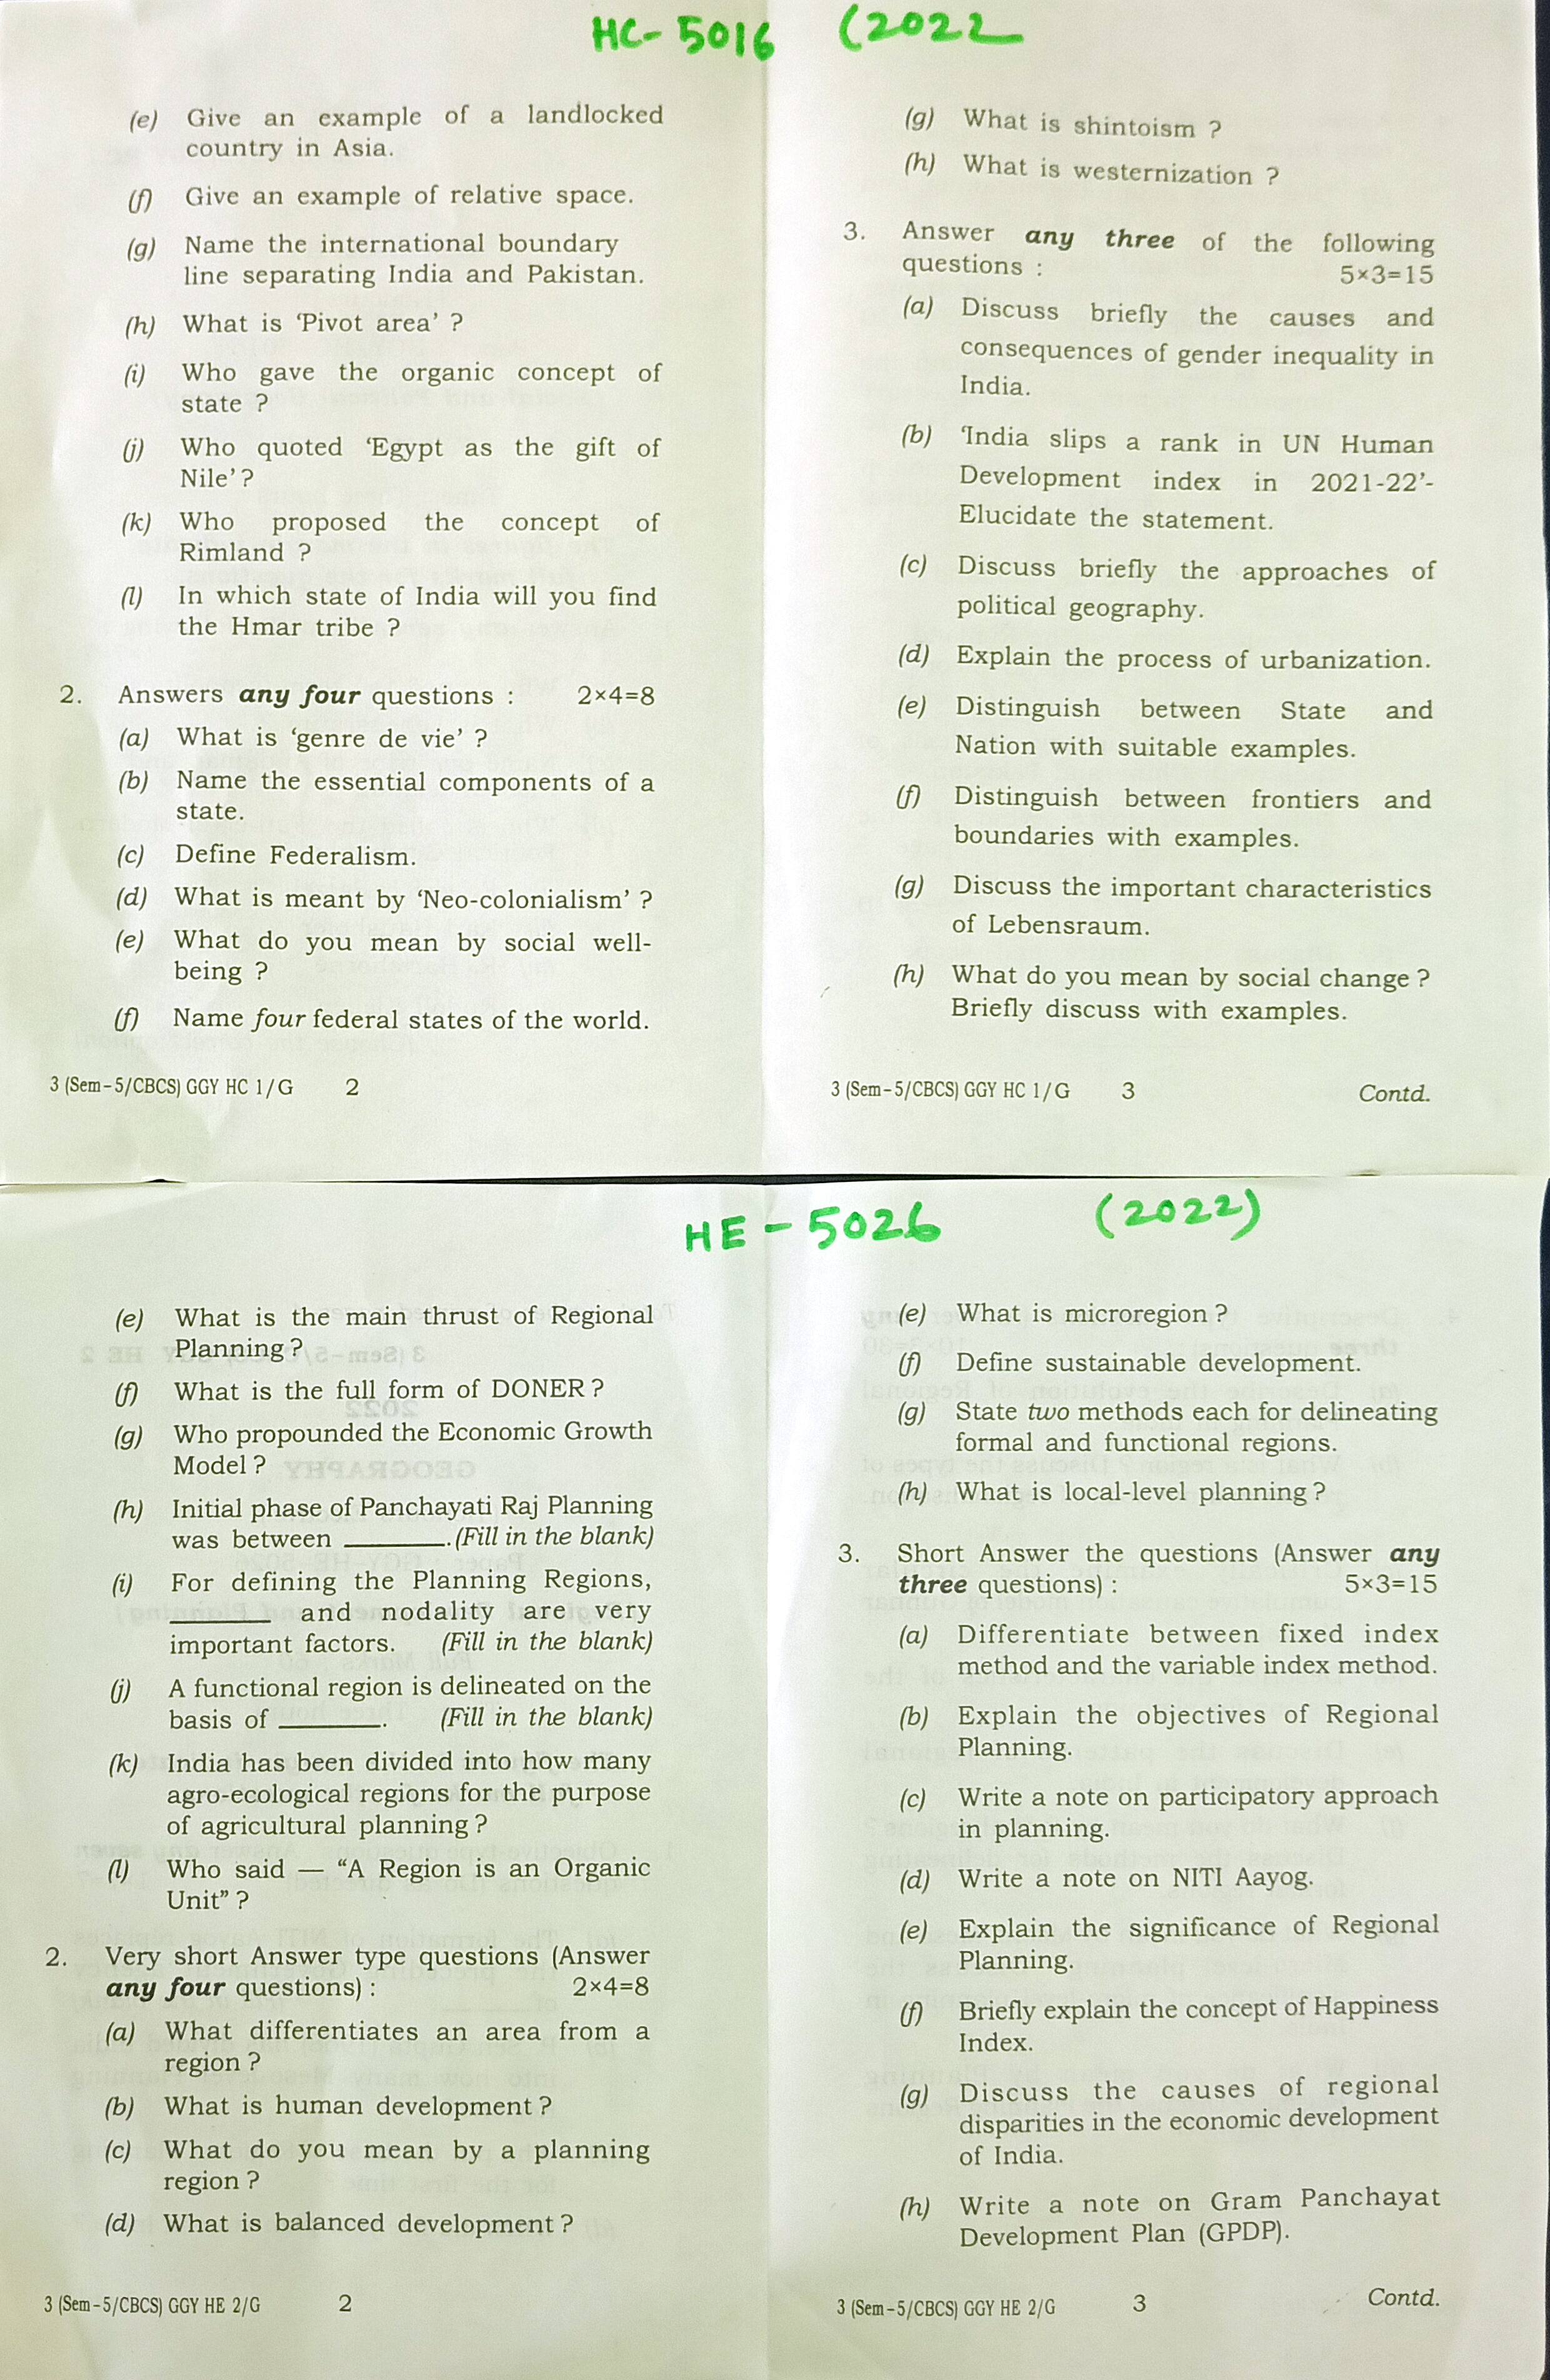 HC- 5016 (2022
(e) Give an example of a landlocked
country in Asia.
(f) Give an example of relative space.
(g) Name the international boundary
line separating India and Pakistan.
(h) What is ‘Pivot area’ ?
(i) Who gave the organic concept of
state ?
(j) Who quoted ‘Egypt as the gift of
Nile’ ?
(k) Who proposed the concept of
Rimland ?
(l) In which state of India will you find
the Hmar tribe ?
2. Answers any four questions : 2×4=8
(a) What is ‘genre de vie’ ?
(b) Name the essential components of a
state.
(c) Define Federalism.
(d) What is meant by ‘Neo-colonialism’ ?
(e) What do you mean by social well-
being ?
(f) Name four federal states of the world.
3 (Sem-5/CBCS) GGY HC 1/G 2
(g) What is shintoism ?
(h) What is westernization ?
3. Answer any three of the following
questions : 5×3=15
(a) Discuss briefly the causes and
consequences of gender inequality in
India.
(b) ‘India slips a rank in UN Human
Development index in 2021-22’-
Elucidate the statement.
(c) Discuss briefly the approaches of
political geography.
(d) Explain the process of urbanization.
(e) Distinguish between State and
Nation with suitable examples.
(f) Distinguish between frontiers and
boundaries with examples.
(g) Discuss the important characteristics
of Lebensraum.
(h) What do you mean by social change ?
Briefly discuss with examples.
3 (Sem-5/CBCS) GGY HC 1/G 3 Contd.
HE - 5026 (2022)
(e) What is the main thrust of Regional
Planning ?
(f) What is the full form of DONER ?
(g) Who propounded the Economic Growth
Model ?
(h) Initial phase of Panchayati Raj Planning
was between ________. (Fill in the blank)
(i) For defining the Planning Regions,
________ and nodality are very
important factors. (Fill in the blank)
(j) A functional region is delineated on the
basis of ________. (Fill in the blank)
(k) India has been divided into how many
agro-ecological regions for the purpose
of agricultural planning ?
(l) Who said — “A Region is an Organic
Unit” ?
2. Very short Answer type questions (Answer
any four questions) : 2×4=8
(a) What differentiates an area from a
region ?
(b) What is human development ?
(c) What do you mean by a planning
region ?
(d) What is balanced development ?
3 (Sem-5/CBCS) GGY HE 2/G 2
(e) What is microregion ?
(f) Define sustainable development.
(g) State two methods each for delineating
formal and functional regions.
(h) What is local-level planning ?
3. Short Answer the questions (Answer any
three questions) : 5×3=15
(a) Differentiate between fixed index
method and the variable index method.
(b) Explain the objectives of Regional
Planning.
(c) Write a note on participatory approach
in planning.
(d) Write a note on NITI Aayog.
(e) Explain the significance of Regional
Planning.
(f) Briefly explain the concept of Happiness
Index.
(g) Discuss the causes of regional
disparities in the economic development
of India.
(h) Write a note on Gram Panchayat
Development Plan (GPDP).
3 (Sem-5/CBCS) GGY HE 2/G 3 Contd.